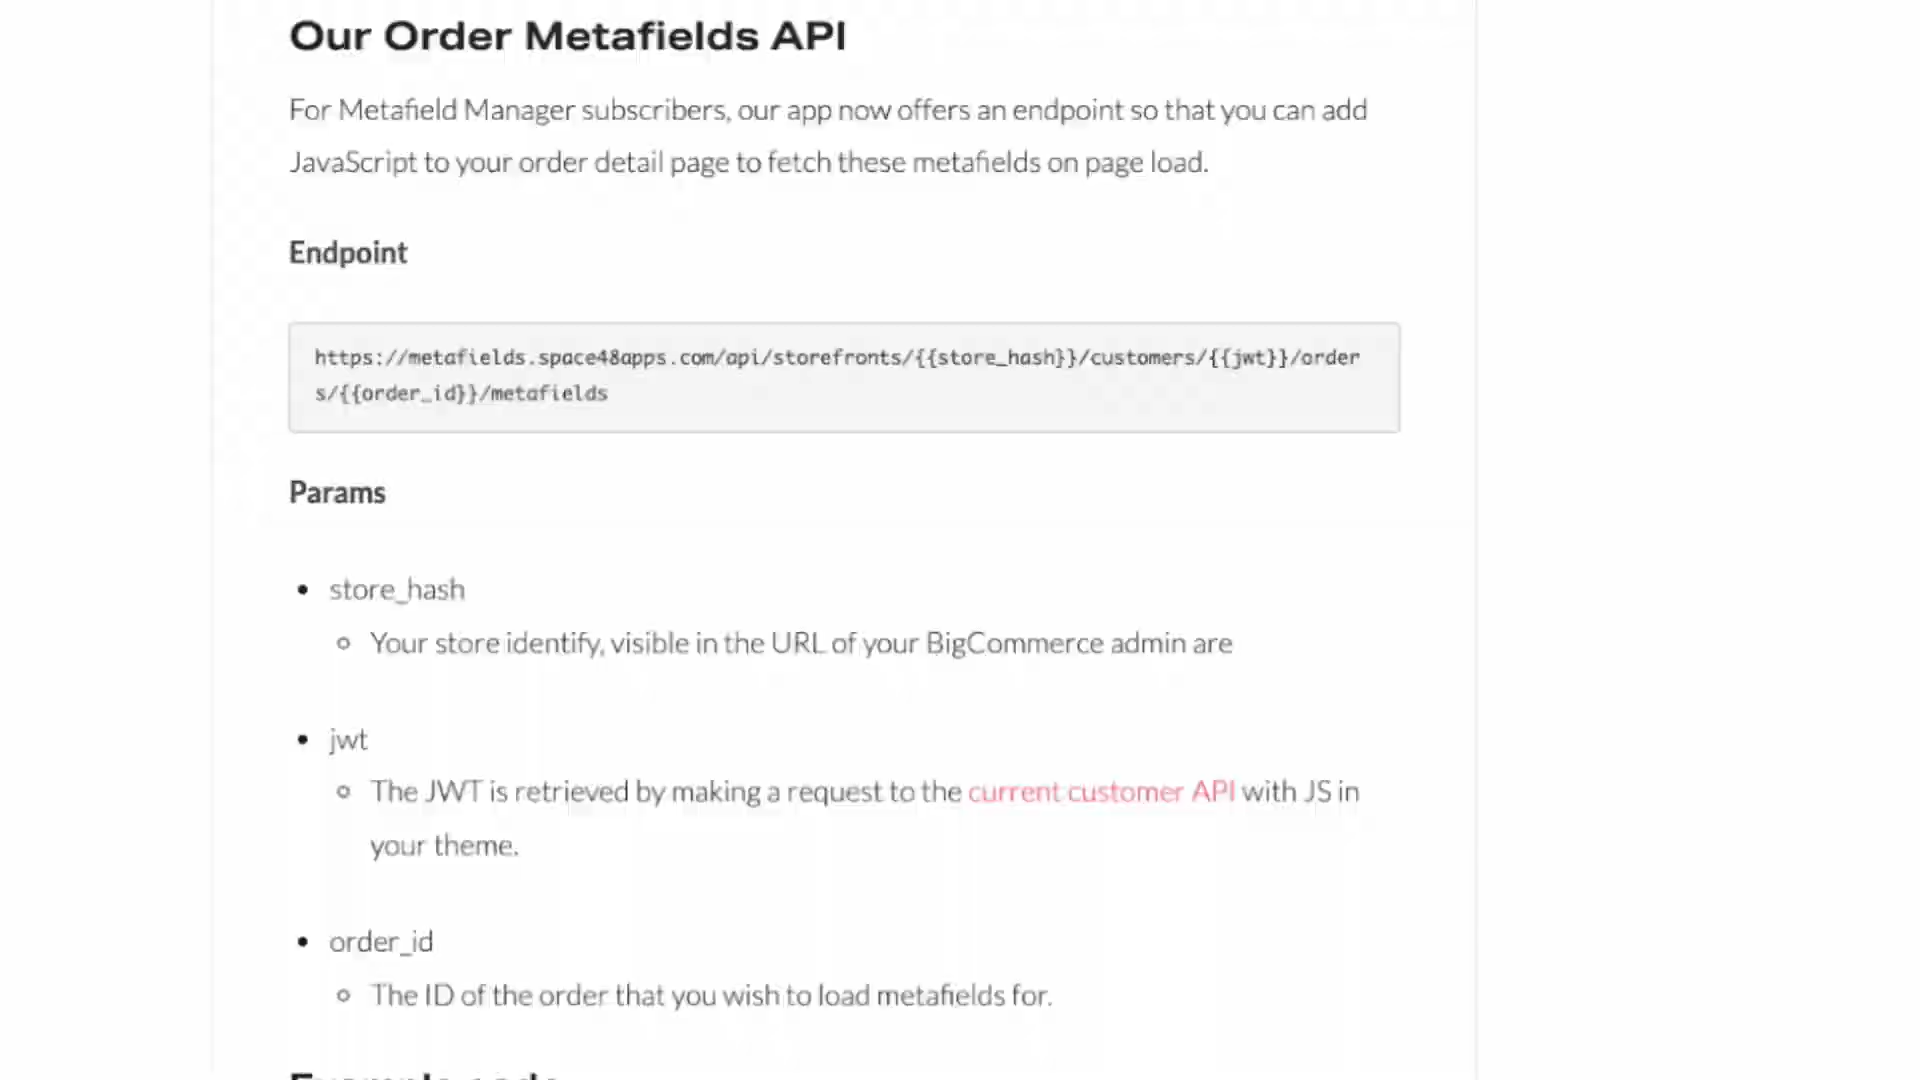 Our Order Metafields API
For Metafield Manager subscribers, our app now offers an endpoint so that you can add
JavaScript to your order detail page to fetch these metafields on page load.
Endpoint
https://metafields.space48apps.com/api/storefronts/{{store_hash}}/customers/{{jwt}}/order
s/{{order_id}}/metafields
Params
• store_hash
◦ Your store identify, visible in the URL of your BigCommerce admin are
• jwt
◦ The JWT is retrieved by making a request to the current customer API with JS in
your theme.
• order_id
◦ The ID of the order that you wish to load metafields for.
Example code